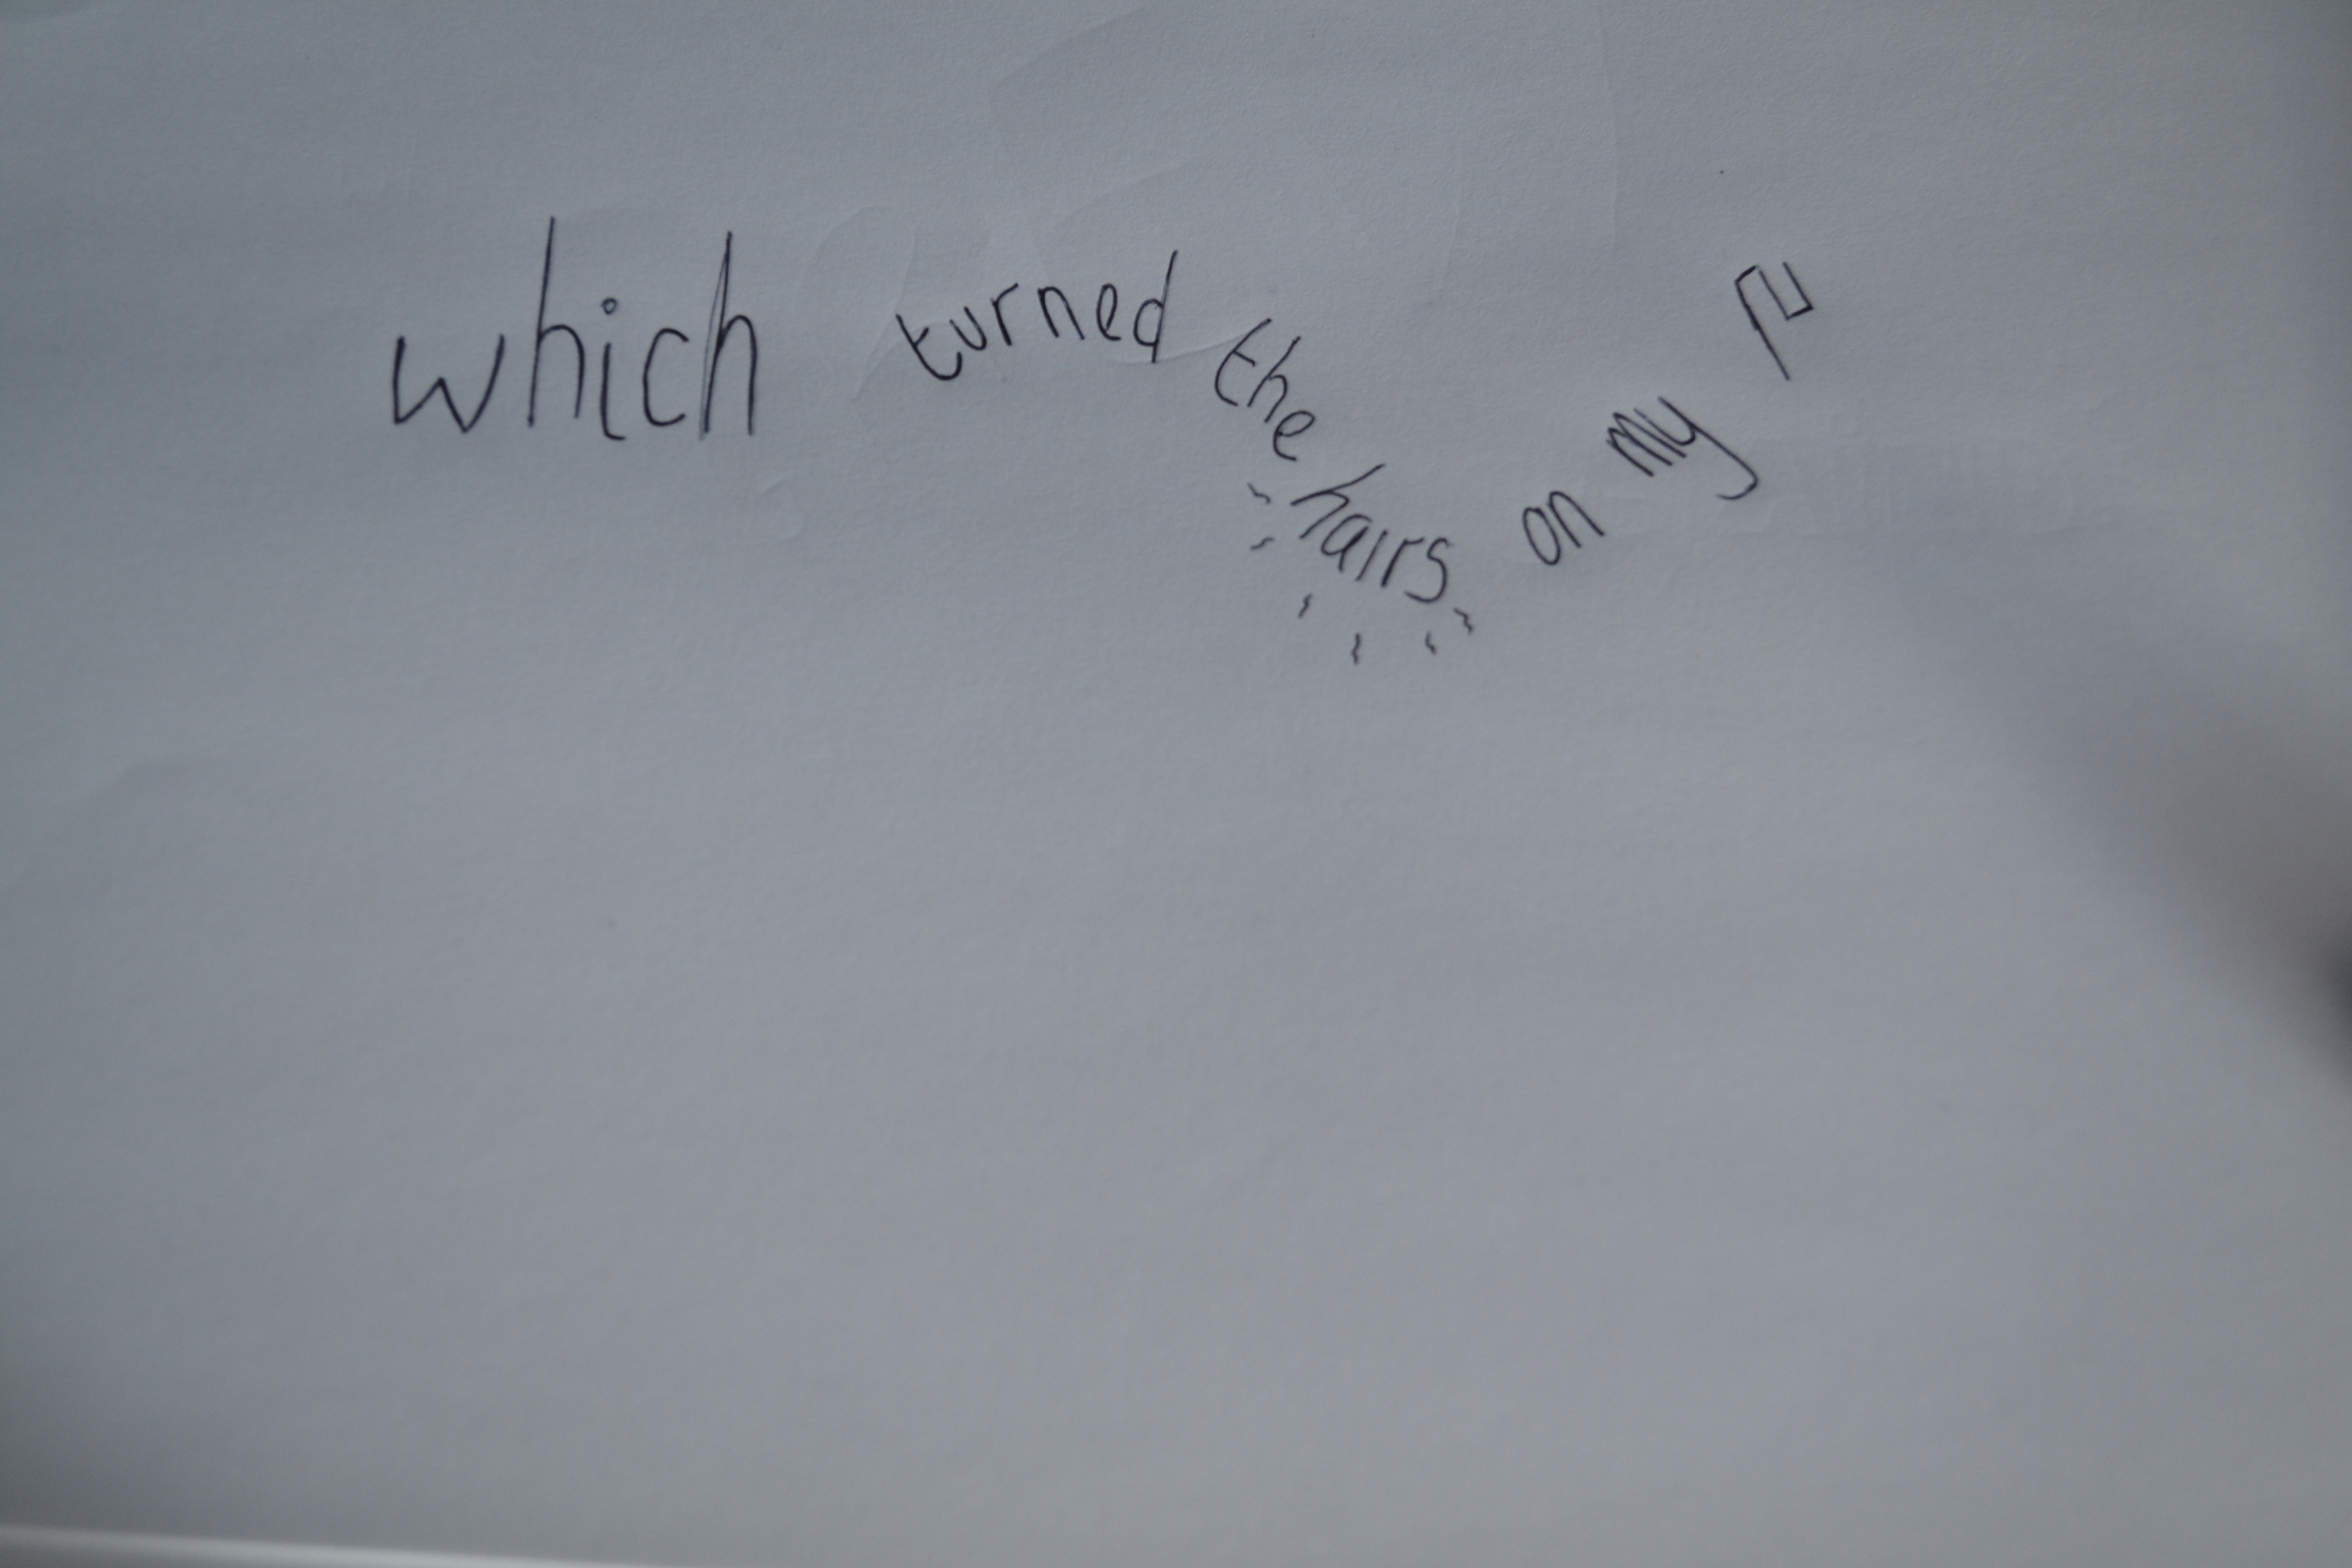 which turned the hairs on my